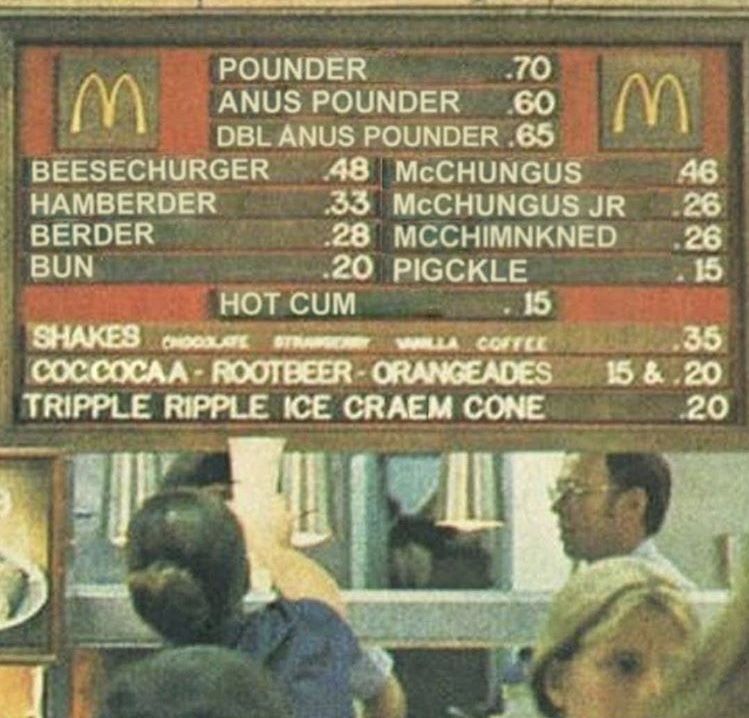 POUNDER .70
ANUS POUNDER .60
DBL ANUS POUNDER .65
BEESECHURGER .48 McCHUNGUS .46
HAMBERDER .33 McCHUNGUS JR .26
BERDER .28 MCCHIMNKNED .26
BUN .20 PIGCKLE .15
HOT CUM .15
SHAKES CHOCOLATE STRAWBERRY VANILLA COFFEE .35
COCCOCAA - ROOTBEER - ORANGEADES 15 & .20
TRIPPLE RIPPLE ICE CRAEM CONE .20